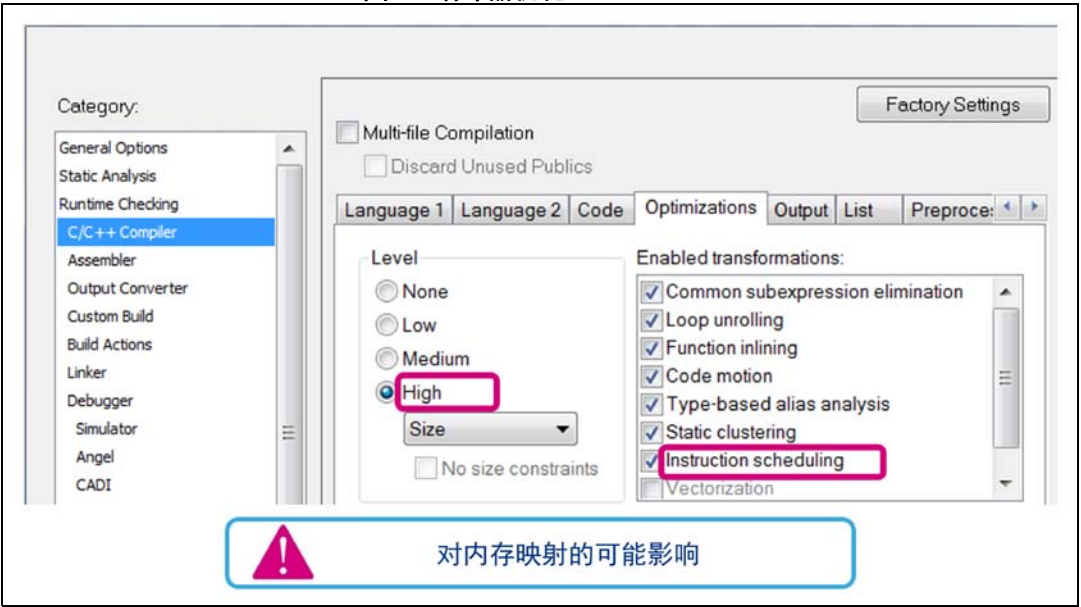 Factory Settings
Category:
Multi-file Compilation
Discard Unused Publics
General Options
Static Analysis
Runtime Checking
C/C++ Compiler
Assembler
Output Converter
Custom Build
Build Actions
Linker
Debugger
Simulator
Angel
CADI
Language 1
Language 2
Code
Optimizations
Output
List
Level
None
Low
Medium
High
Size
No size constraints
Enabled transformations:
Common subexpression elimination
Loop unrolling
Function inlining
Code motion
Type-based alias analysis
Static clustering
Instruction scheduling
Vectorization
对内存映射的可能影响